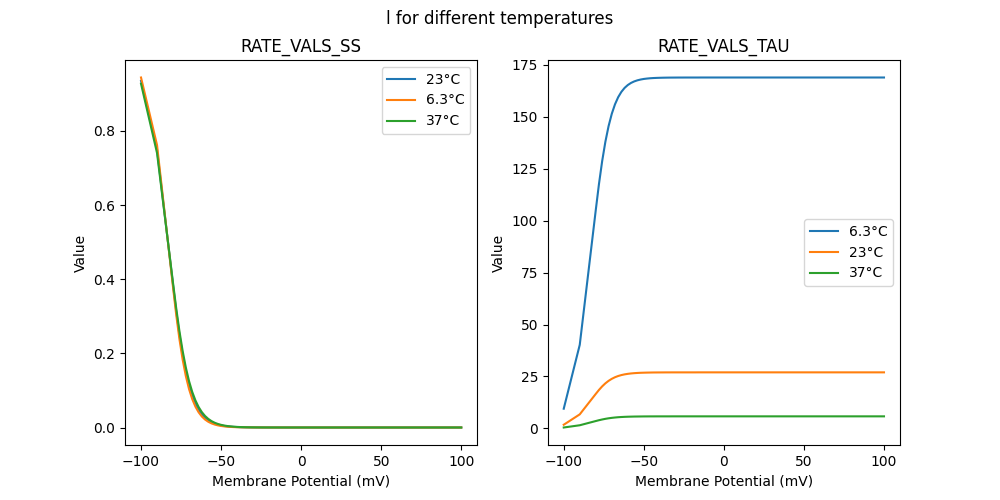 l for different temperatures
RATE_VALS_SS
0.8
0.6
0.4
0.2
0.0
Value
−100
−50
0
50
100
Membrane Potential (mV)
23°C
6.3°C
37°C
RATE_VALS_TAU
175
150
125
100
75
50
25
0
Value
−100
−50
0
50
100
Membrane Potential (mV)
6.3°C
23°C
37°C